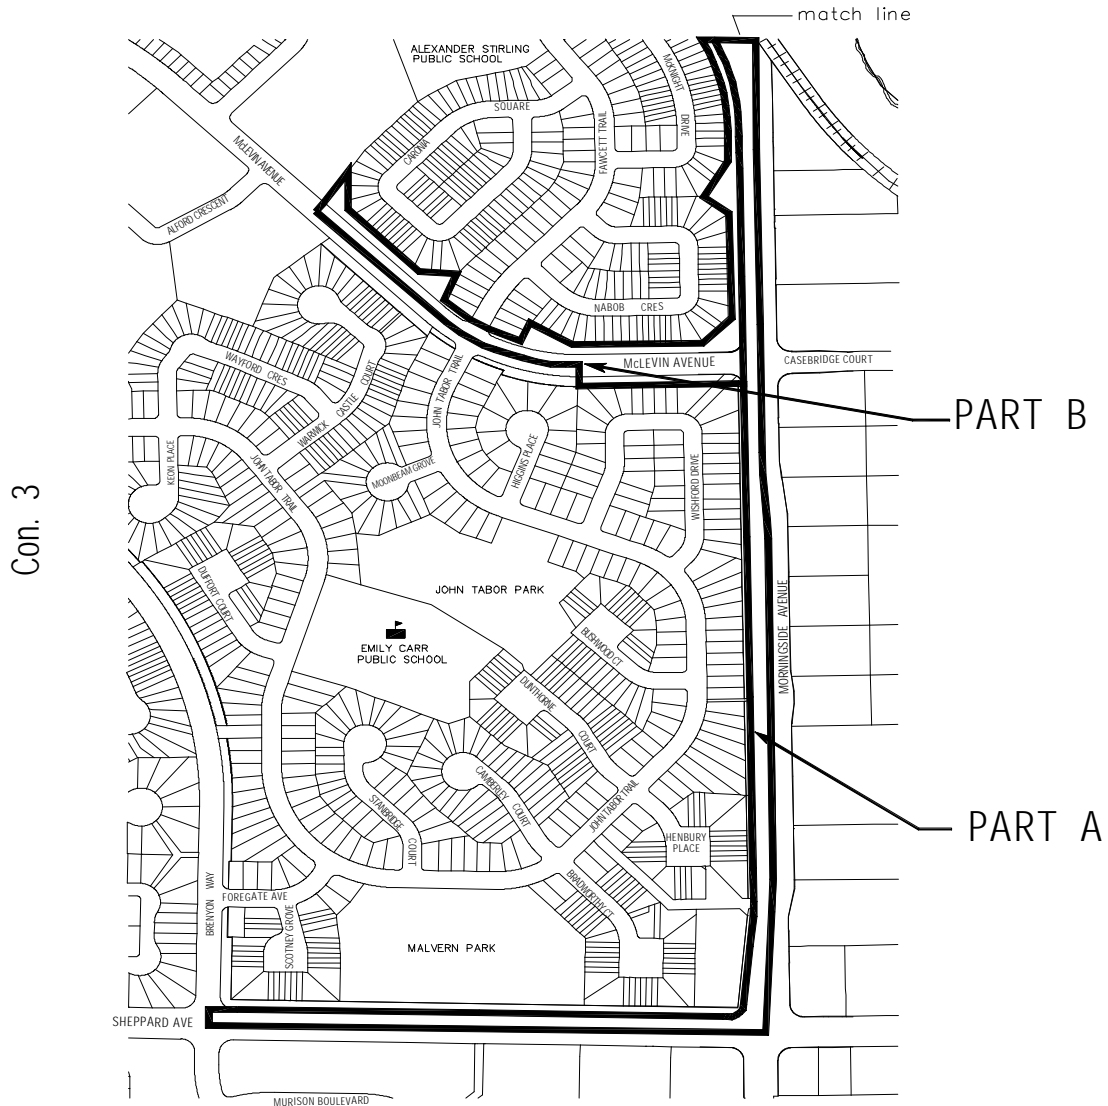 match line
ALEXANDER STIRLING
PUBLIC SCHOOL
McKNIGHT
DRIVE
SQUARE
CARONIA
FAWCETT TRAIL
McLEVIN AVENUE
ALFORD CRESCENT
NABOB CRES
McLEVIN AVENUE
CASEBRIDGE COURT
WAYFORD CRES
WARWICK CASTLE COURT
JOHN TABOR TRAIL
PART B
KEON PLACE
JOHN TABOR TRAIL
MOONBEAM GROVE
HIGGINS PLACE
WISHFORD DRIVE
Con. 3
DUFFORT COURT
JOHN TABOR PARK
MORNINGSIDE AVENUE
EMILY CARR
PUBLIC SCHOOL
BUSHWOOD CT
DUNTHORNE
COURT
STANBRIDGE
COURT
CAMBERLEY COURT
JOHN TABOR TRAIL
PART A
HENBURY
PLACE
BRENYON WAY
FOREGATE AVE
SCOTNEY GROVE
BRADWORTHY CT
MALVERN PARK
SHEPPARD AVE
MURISON BOULEVARD